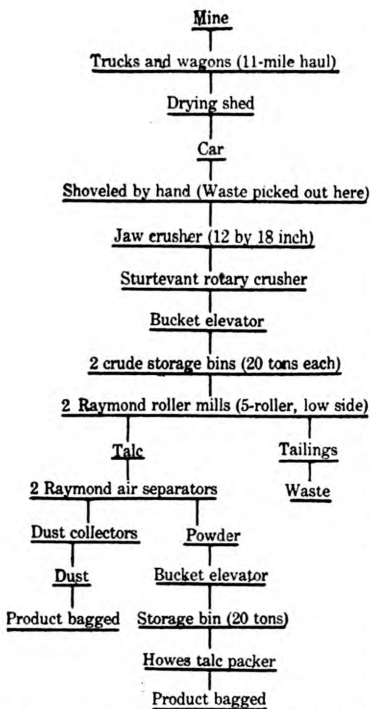 Mine
Trucks and wagons (11-mile haul)
Drying shed
Car
Shoveled by hand (Waste picked out here)
Jaw crusher (12 by 18 inch)
Sturtevant rotary crusher
Bucket elevator
2 crude storage bins (20 tons each)
2 Raymond roller mills (5-roller, low side)
Talc
Tailings
2 Raymond air separators
Waste
Dust collectors
Powder
Dust
Bucket elevator
Product bagged
Storage bin (20 tons)
Howes talc packer
Product bagged